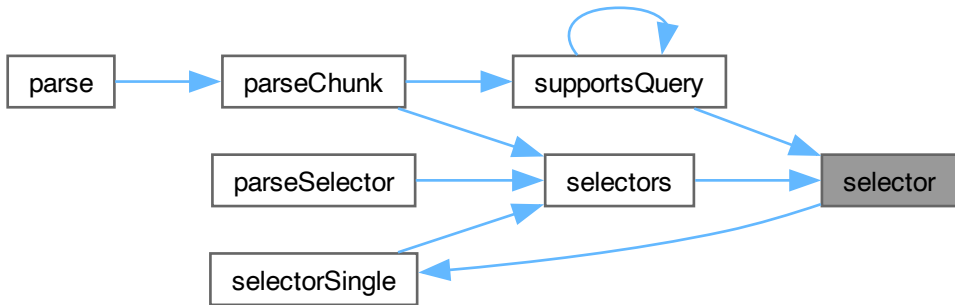 parse
parseChunk
supportsQuery
parseSelector
selectors
selector
selectorSingle